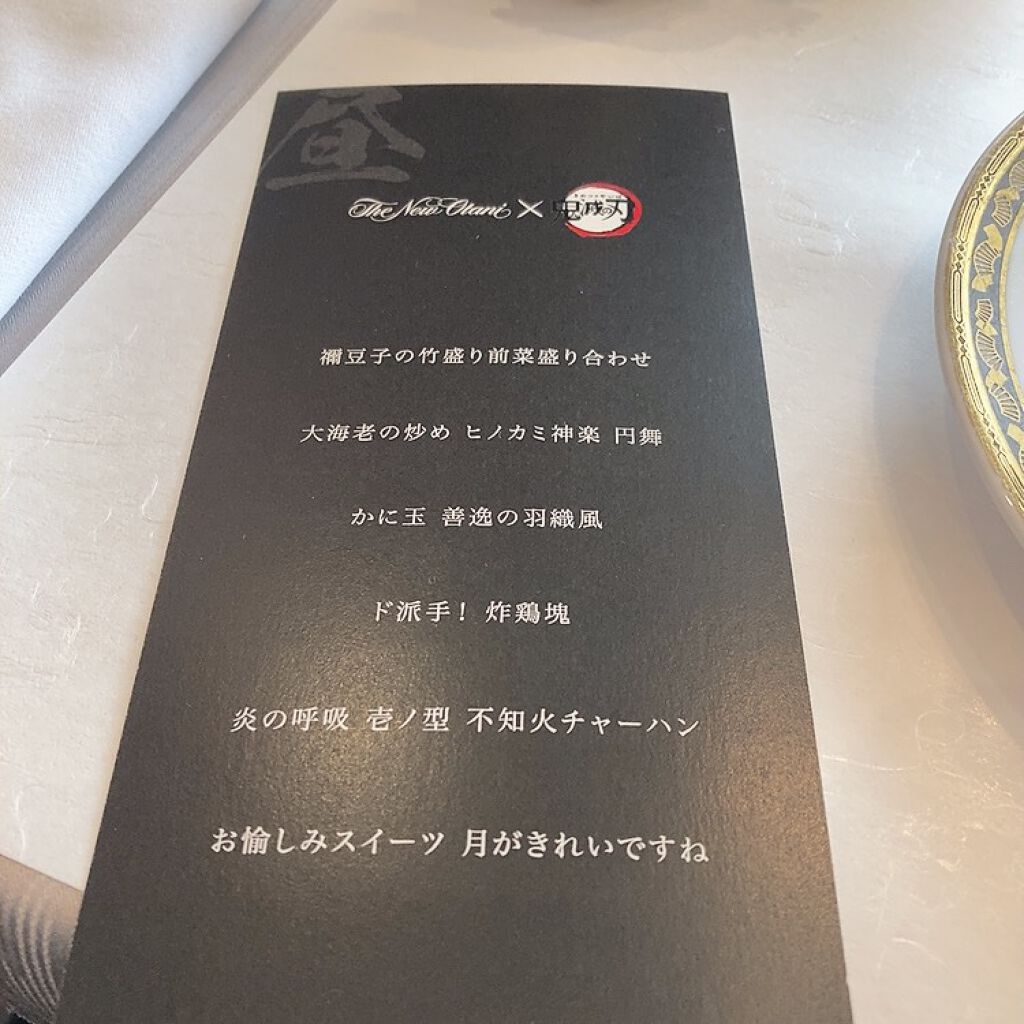 昼
The New Otani × 鬼滅の刃
禰豆子の竹盛り前菜盛り合わせ
大海老の炒め ヒノカミ神楽 円舞
かに玉 善逸の羽織風
ド派手！ 炸鶏塊
炎の呼吸 壱ノ型 不知火チャーハン
お愉しみスイーツ 月がきれいですね